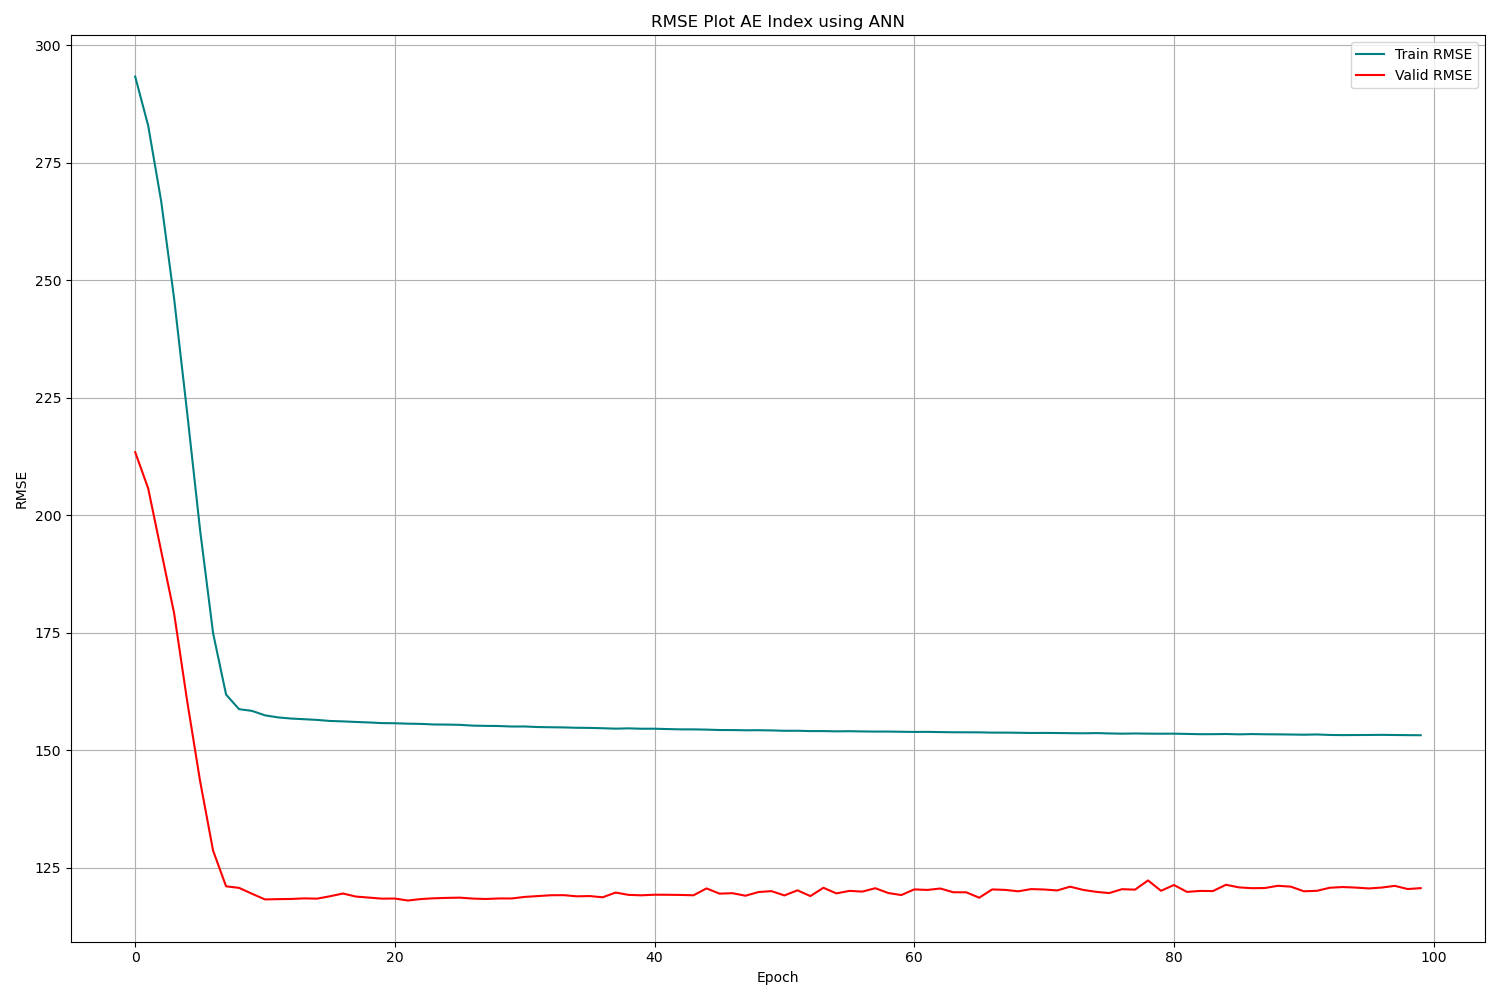 RMSE Plot AE Index using ANN
Train RMSE
Valid RMSE
RMSE
300
275
250
225
200
175
150
125
0 20 40 60 80 100
Epoch